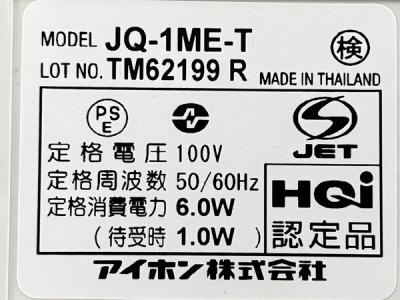 MODEL JQ-1ME-T 検
LOT NO. TM62199 R MADE IN THAILAND
PS E
JET
定格電圧 100V
定格周波数 50/60Hz
定格消費電力 6.0W
(待受時 1.0W)
HQi
認定品
アイホン株式会社